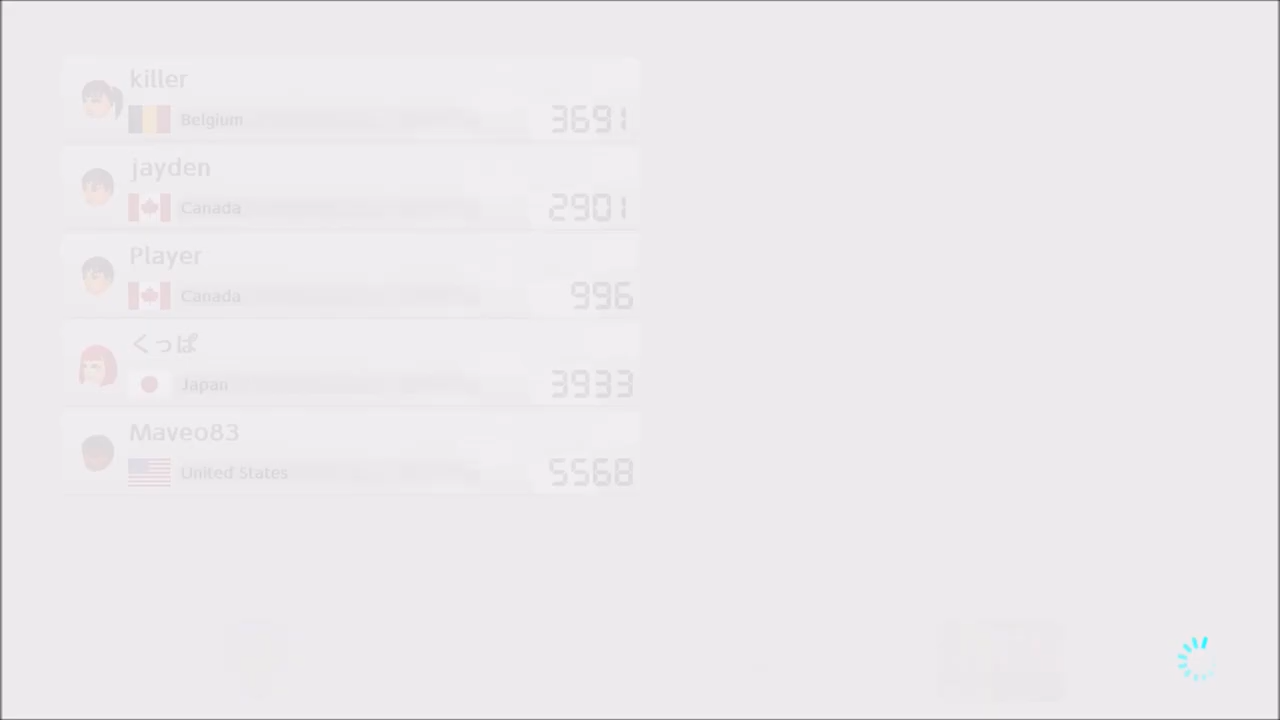 killer
Belgium 3691
jayden
Canada 2901
Player
Canada 996
くっぱ
Japan 3933
Maveo83
United States 5568